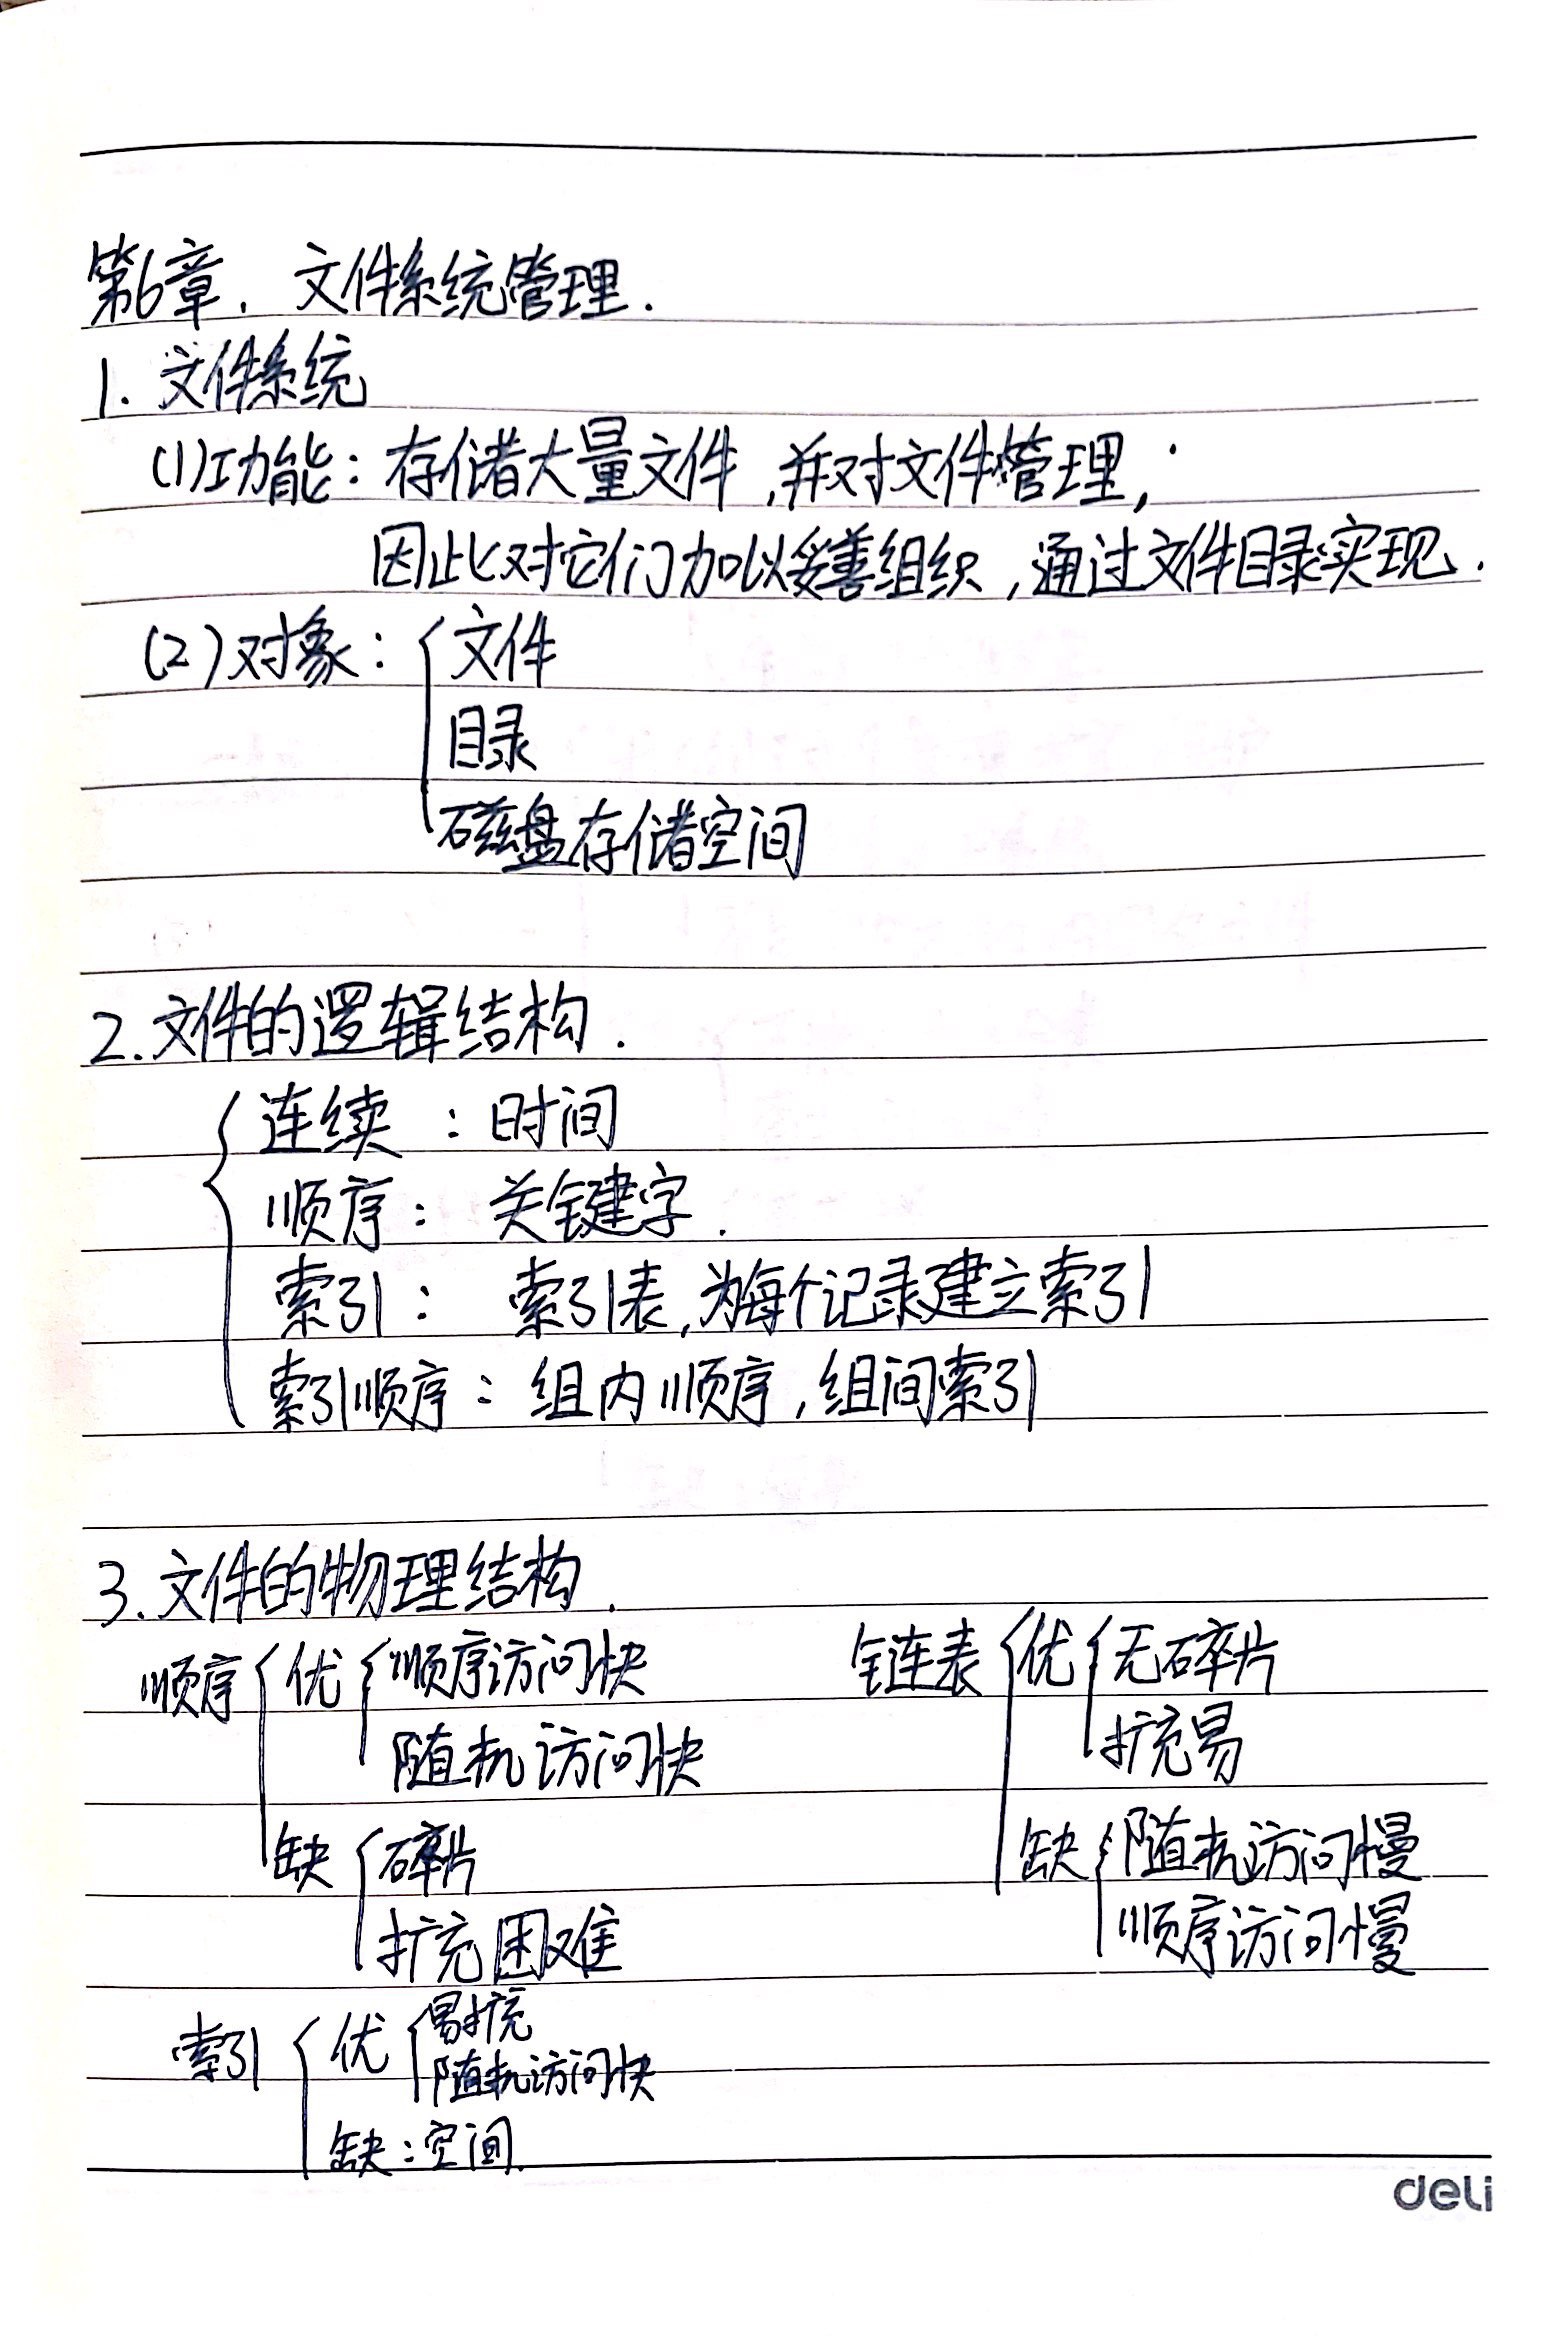 第6章. 文件系统管理.
1. 文件系统
(1)功能: 存储大量文件,并对文件管理,
因此对它们加以妥善组织,通过文件目录实现.
(2)对象: { 文件
目录
磁盘存储空间
2.文件的逻辑结构.
{ 连续 : 时间
顺序: 关键字.
索引: 索引表,为每个记录建立索引
索引顺序: 组内顺序,组间索引
3.文件的物理结构.
顺序 { 优 { 顺序访问快
随机访问快
缺 { 碎片
扩充困难
链表 { 优 { 无碎片
扩充易
缺 { 随机访问慢
顺序访问慢
索引 { 优 { 易扩充
随机访问快
缺:空间.
deli